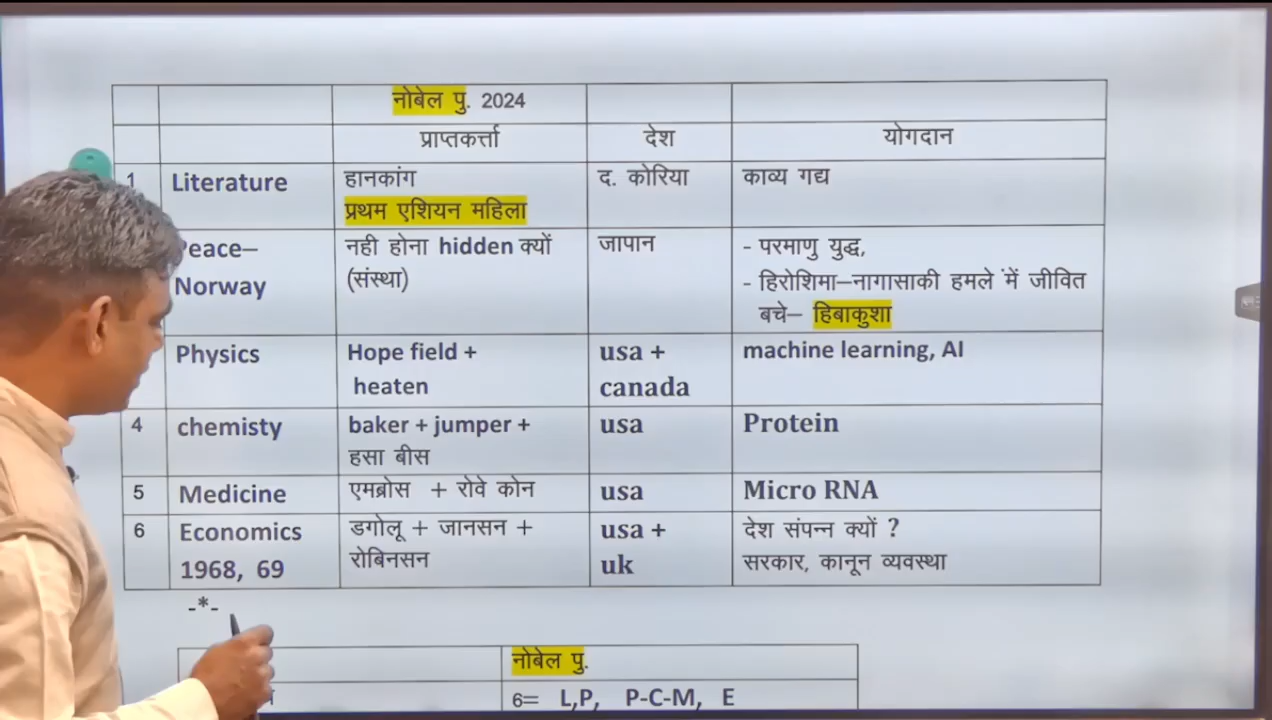 नोबेल पु. 2024
प्राप्तकर्त्ता देश योगदान
1 Literature हानकांग द. कोरिया काव्य गद्य
प्रथम एशियन महिला
Peace– नही होना hidden क्यों जापान - परमाणु युद्ध,
Norway (संस्था) - हिरोशिमा–नागासाकी हमले में जीवित
बचे– हिबाकुशा
Physics Hope field + usa + machine learning, AI
heaten canada
4 chemisty baker + jumper + usa Protein
हसा बीस
5 Medicine एमब्रोस + रोवे कोन usa Micro RNA
6 Economics डगोलू + जानसन + usa + देश संपन्न क्यों ?
1968, 69 रोबिनसन uk सरकार, कानून व्यवस्था
-*-
नोबेल पु.
6= L,P, P-C-M, E